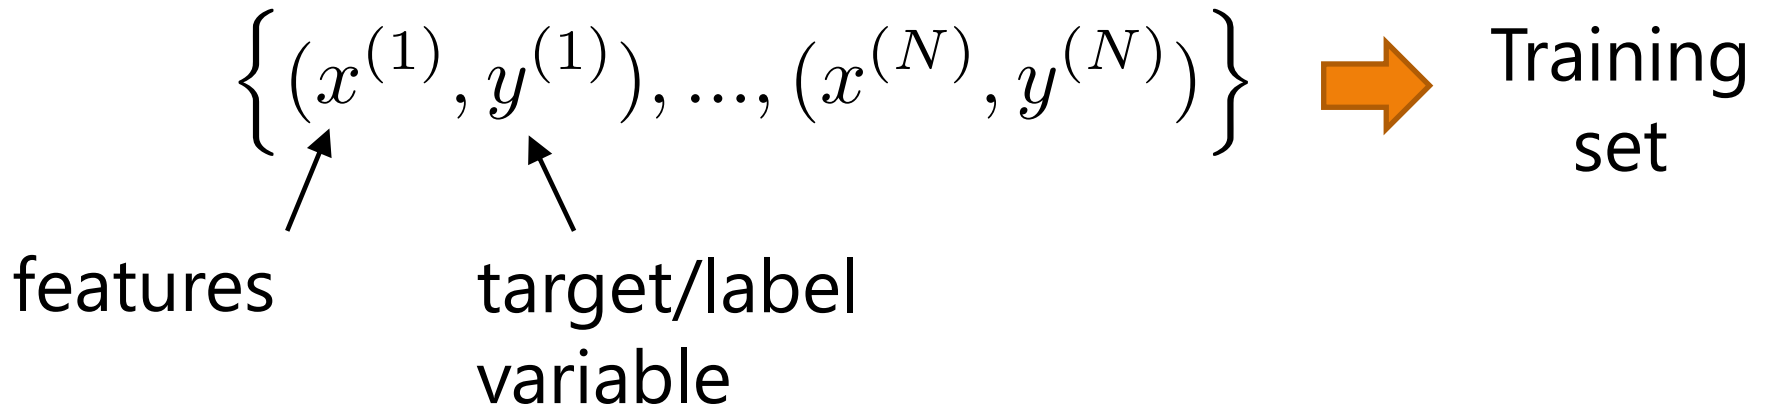 {(x^(1), y^(1)), ..., (x^(N), y^(N))}
Training
set
features
target/label
variable